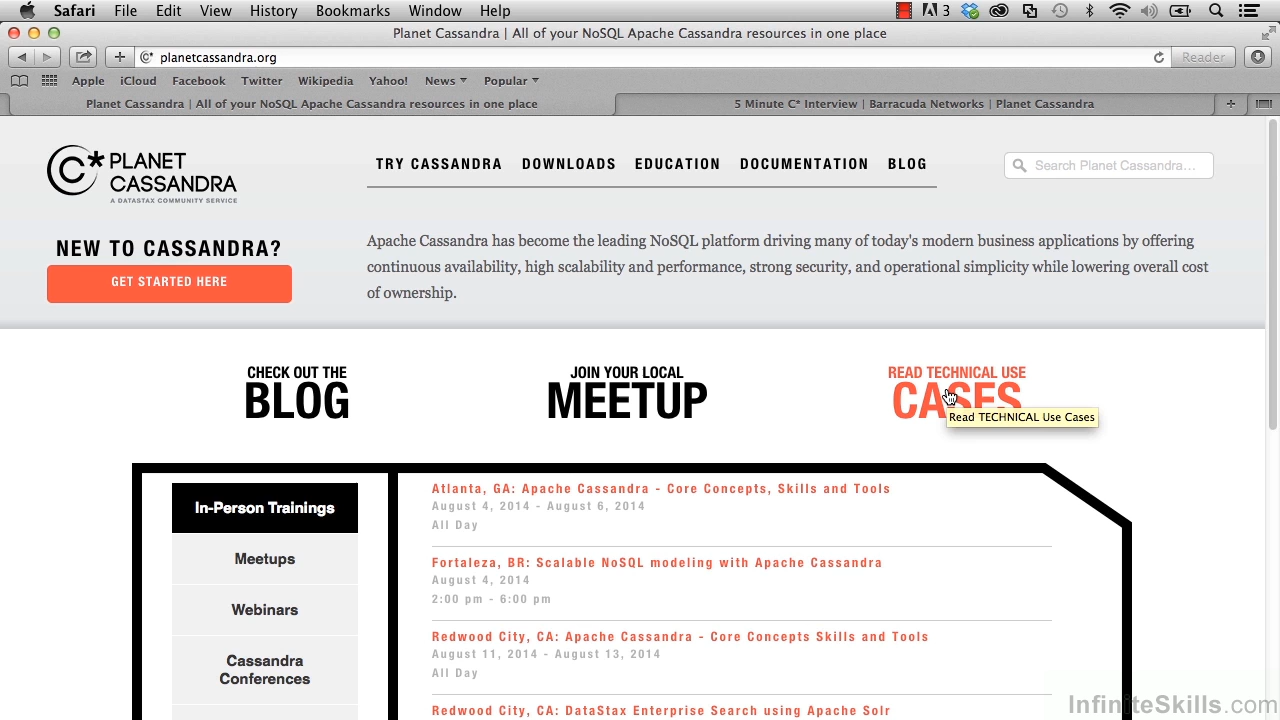 Safari File Edit View History Bookmarks Window Help 3
Planet Cassandra | All of your NoSQL Apache Cassandra resources in one place
planetcassandra.org Reader
Apple iCloud Facebook Twitter Wikipedia Yahoo! News Popular
Planet Cassandra | All of your NoSQL Apache Cassandra resources in one place
5 Minute C* Interview | Barracuda Networks | Planet Cassandra
C* PLANET
CASSANDRA
A DATASTAX COMMUNITY SERVICE
TRY CASSANDRA DOWNLOADS EDUCATION DOCUMENTATION BLOG
Search Planet Cassandra...
NEW TO CASSANDRA?
GET STARTED HERE
Apache Cassandra has become the leading NoSQL platform driving many of today's modern business applications by offering
continuous availability, high scalability and performance, strong security, and operational simplicity while lowering overall cost
of ownership.
CHECK OUT THE
BLOG
JOIN YOUR LOCAL
MEETUP
READ TECHNICAL USE
CASES
Read TECHNICAL Use Cases
In-Person Trainings
Meetups
Webinars
Cassandra
Conferences
Atlanta, GA: Apache Cassandra - Core Concepts, Skills and Tools
August 4, 2014 - August 6, 2014
All Day
Fortaleza, BR: Scalable NoSQL modeling with Apache Cassandra
August 4, 2014
2:00 pm - 6:00 pm
Redwood City, CA: Apache Cassandra - Core Concepts Skills and Tools
August 11, 2014 - August 13, 2014
All Day
Redwood City, CA: DataStax Enterprise Search using Apache Solr
InfiniteSkills.com